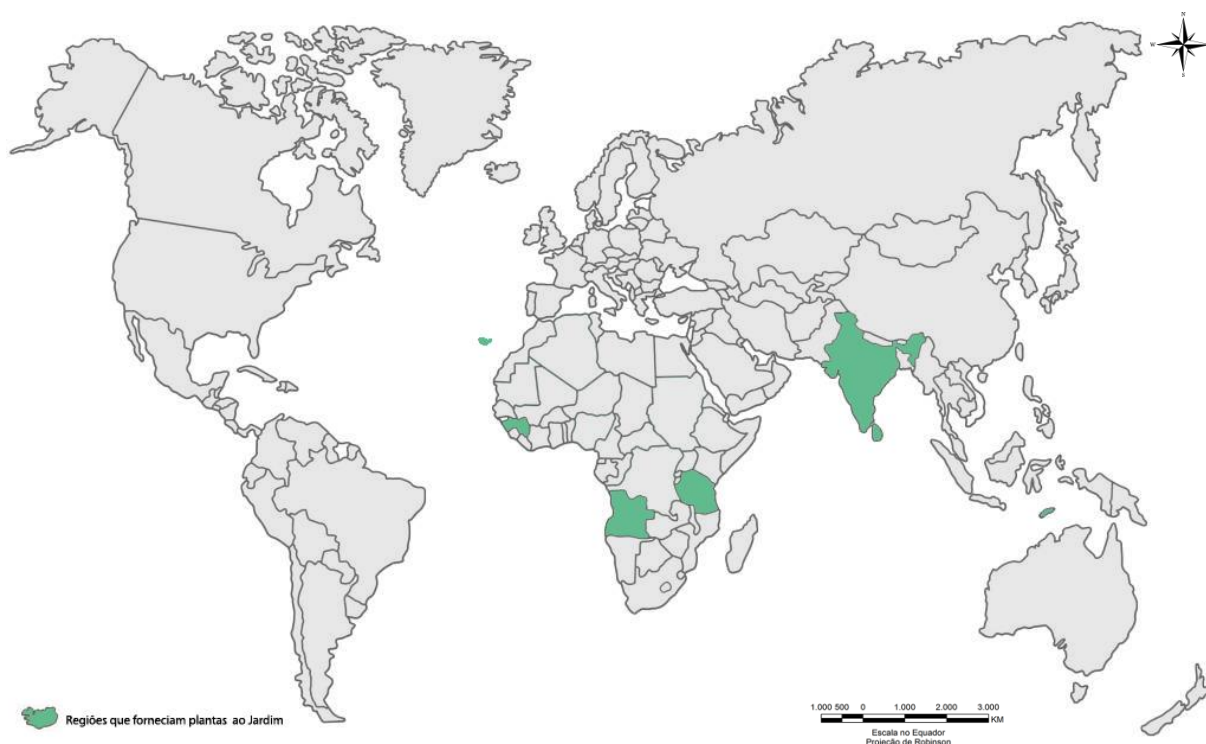 N
W
S
Regiões que forneciam plantas ao Jardim
1.000 500 0 1.000 2.000 3.000
KM
Escala no Equador
Projeção de Robinson